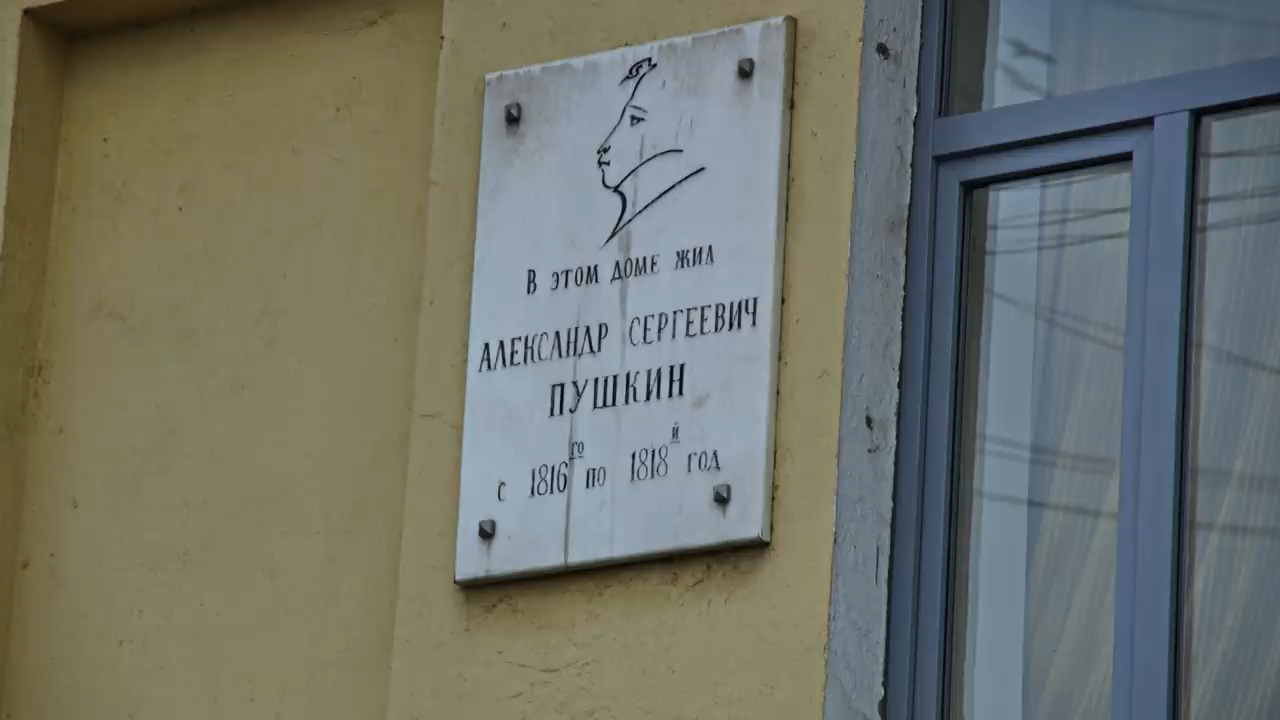 В ЭТОМ ДОМЕ ЖИЛ
АЛЕКСАНДР СЕРГЕЕВИЧ
ПУШКИН
С 1816го ПО 1818й ГОД